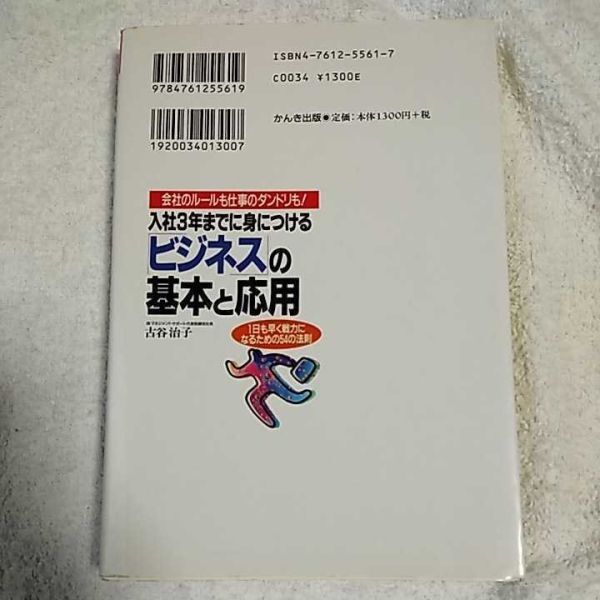 ISBN4-7612-5561-7
C0034 ¥1300E
9784761255619
かんき出版●定価：本体1300円+税
1920034013007
会社のルールも仕事のダンドリも！
入社3年までに身につける
「ビジネス」の
基本と応用
古谷治子
1日も早く戦力に
なるための54の法則